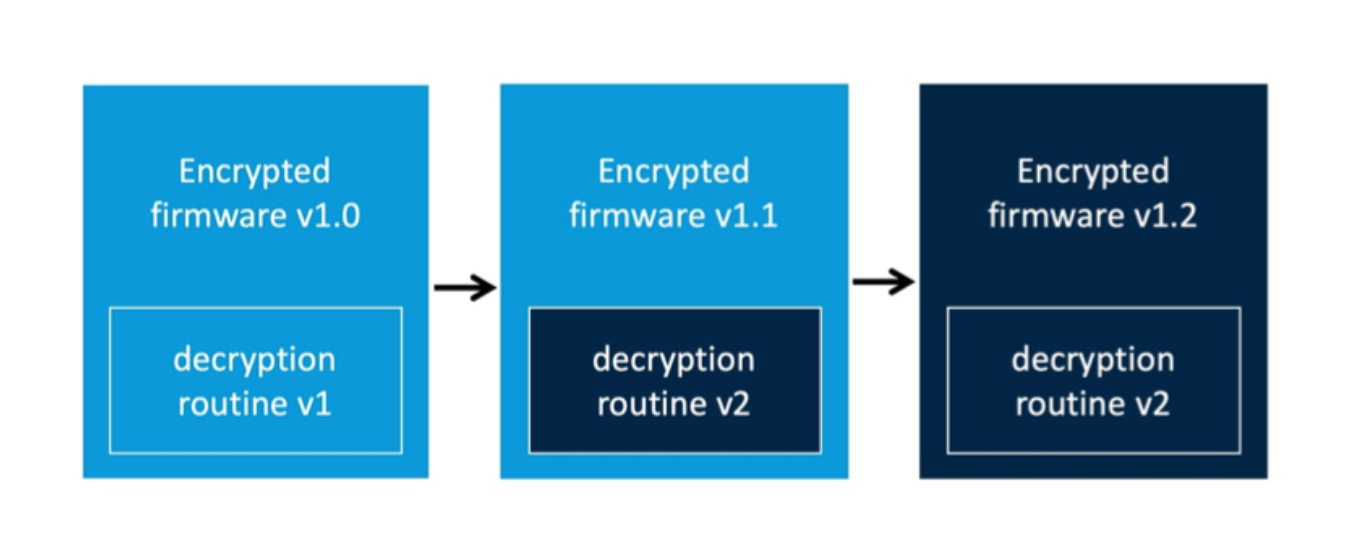 Encrypted
firmware v1.0
decryption
routine v1
Encrypted
firmware v1.1
decryption
routine v2
Encrypted
firmware v1.2
decryption
routine v2